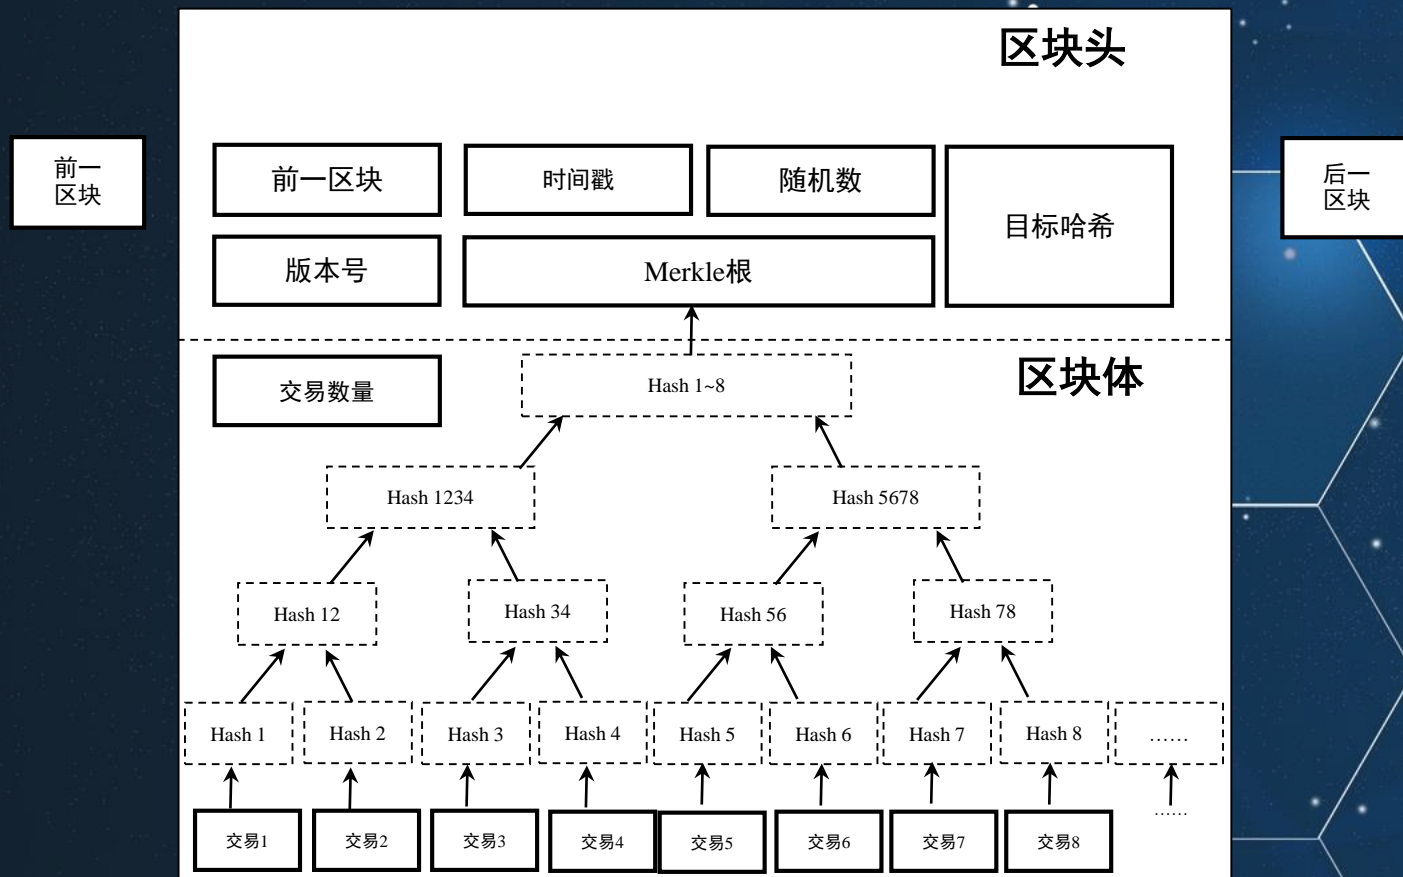 区块头
前一
区块
前一区块
时间戳
随机数
目标哈希
后一
区块
版本号
Merkle根
交易数量
Hash 1~8
区块体
Hash 1234
Hash 5678
Hash 12
Hash 34
Hash 56
Hash 78
Hash 1
Hash 2
Hash 3
Hash 4
Hash 5
Hash 6
Hash 7
Hash 8
……
交易1
交易2
交易3
交易4
交易5
交易6
交易7
交易8
……